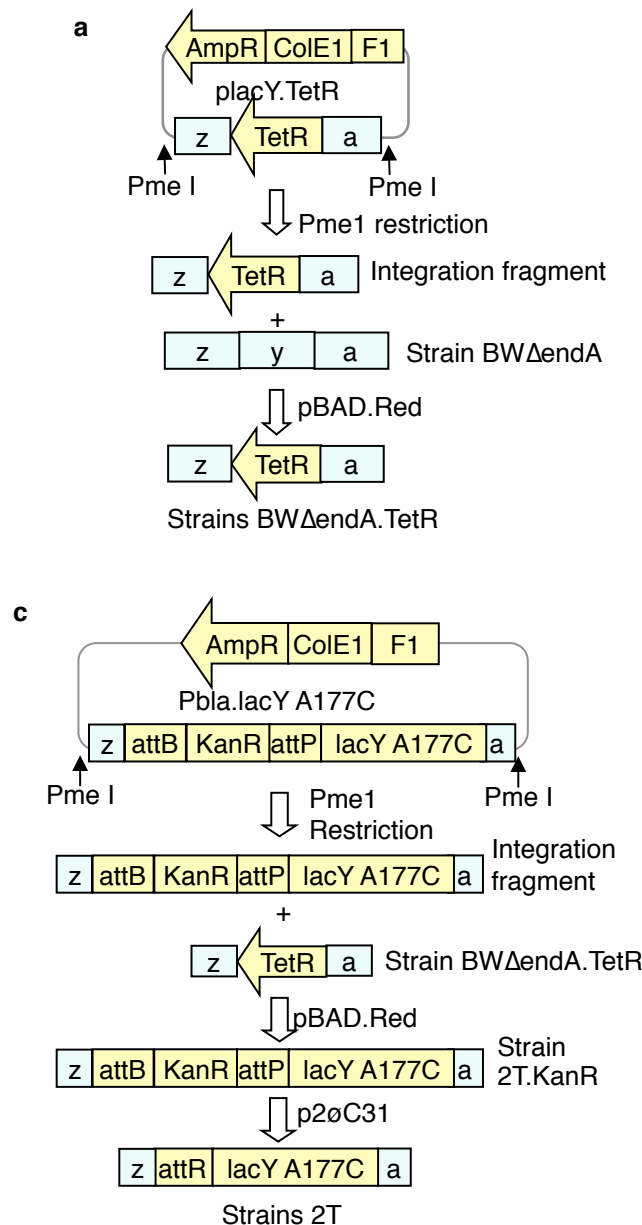 a
AmpR ColE1 F1
placY.TetR
z TetR a
Pme I Pme I
Pme1 restriction
z TetR a Integration fragment
+
z y a Strain BWΔendA
pBAD.Red
z TetR a
Strains BWΔendA.TetR
c
AmpR ColE1 F1
Pbla.lacY A177C
z attB KanR attP lacY A177C a
Pme I Pme I
Pme1
Restriction
z attB KanR attP lacY A177C a
Integration
fragment
+
z TetR a Strain BWΔendA.TetR
pBAD.Red
z attB KanR attP lacY A177C a
Strain
2T.KanR
p2øC31
z attR lacY A177C a
Strains 2T